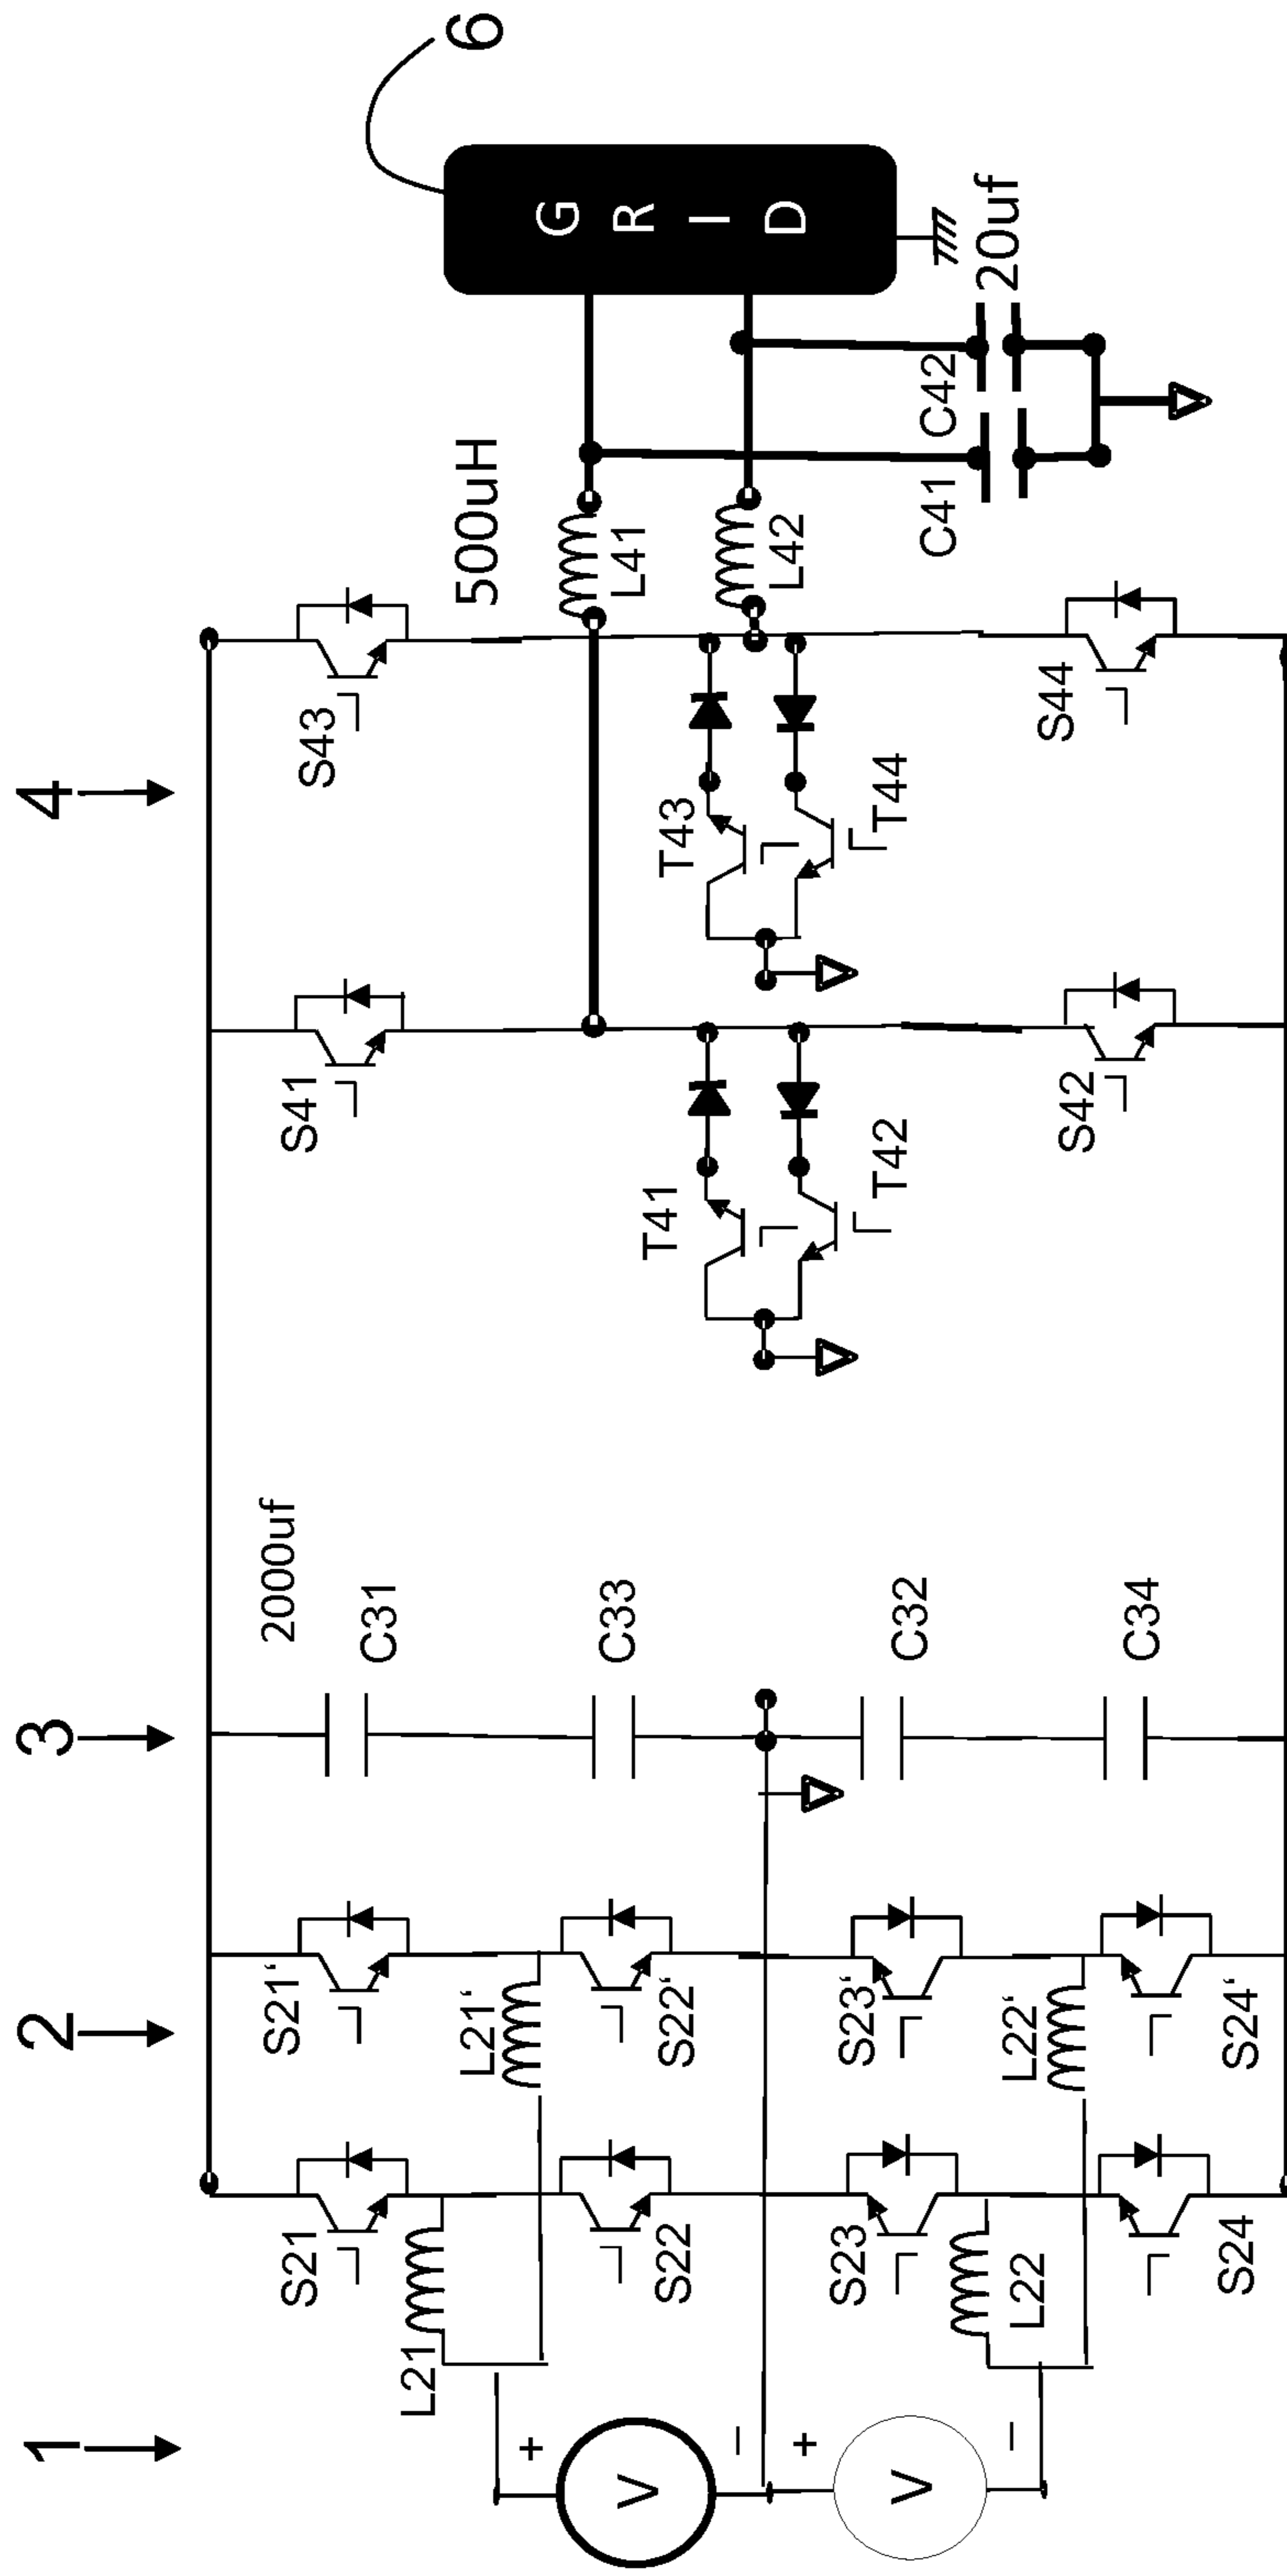 1
2
3
4
6
S21
S21‘
2000uf
C31
S41
S43
500uH
L21
L21‘
L41
GRID
V
+
−
S22
S22‘
C33
T41
T43
L42
V
+
−
S23
S23‘
C32
T42
T44
C41
C42
20uf
L22
L22‘
S24
S24‘
C34
S42
S44